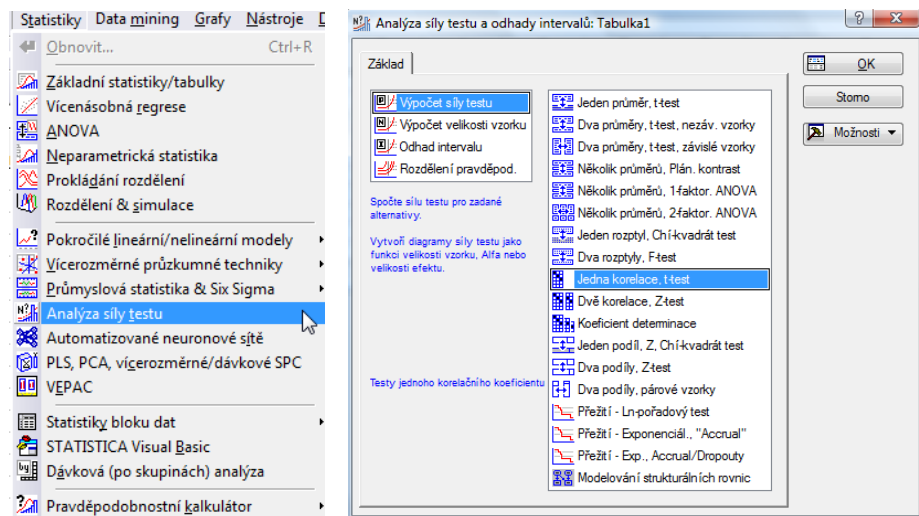 Statistiky Data mining Grafy Nástroje
Obnovit... Ctrl+R
Základní statistiky/tabulky
Vícenásobná regrese
ANOVA
Neparametrická statistika
Prokládání rozdělení
Rozdělení & simulace
Pokročilé lineární/nelineární modely
Vícerozměrné průzkumné techniky
Průmyslová statistika & Six Sigma
Analýza síly testu
Automatizované neuronové sítě
PLS, PCA, vícerozměrné/dávkové SPC
VEPAC
Statistiky bloku dat
STATISTICA Visual Basic
Dávková (po skupinách) analýza
Pravděpodobnostní kalkulátor
Analýza síly testu a odhady intervalů: Tabulka1
Základ
Výpočet síly testu
Výpočet velikosti vzorku
Odhad intervalu
Rozdělení pravděpod.
Spočte sílu testu pro zadané
alternativy.
Vytvoří diagramy síly testu jako
funkci velikosti vzorku, Alfa nebo
velikosti efektu.
Testy jednoho korelačního koeficientu
Jeden průměr, t-test
Dva průměry, t-test, nezáv. vzorky
Dva průměry, t-test, závislé vzorky
Několik průměrů, Plán. kontrast
Několik průměrů, 1-faktor. ANOVA
Několik průměrů, 2-faktor. ANOVA
Jeden rozptyl, Chí-kvadrát test
Dva rozptyly, F-test
Jedna korelace, t-test
Dvě korelace, Z-test
Koeficient determinace
Jeden podíl, Z, Chí-kvadrát test
Dva podíly, Z-test
Dva podíly, párové vzorky
Přežití - Ln-pořadový test
Přežití - Exponenciál., "Accrual"
Přežití - Exp., Accrual/Dropouty
Modelování strukturálních rovnic
OK
Storno
Možnosti